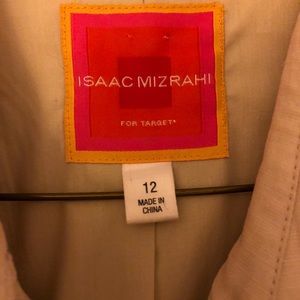 ISAAC MIZRAHI
FOR TARGET*
12
MADE IN
CHINA